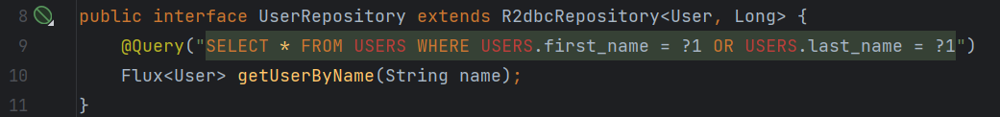 8 public interface UserRepository extends R2dbcRepository<User, Long> {
9 @Query("SELECT * FROM USERS WHERE USERS.first_name = ?1 OR USERS.last_name = ?1")
10 Flux<User> getUserByName(String name);
11 }